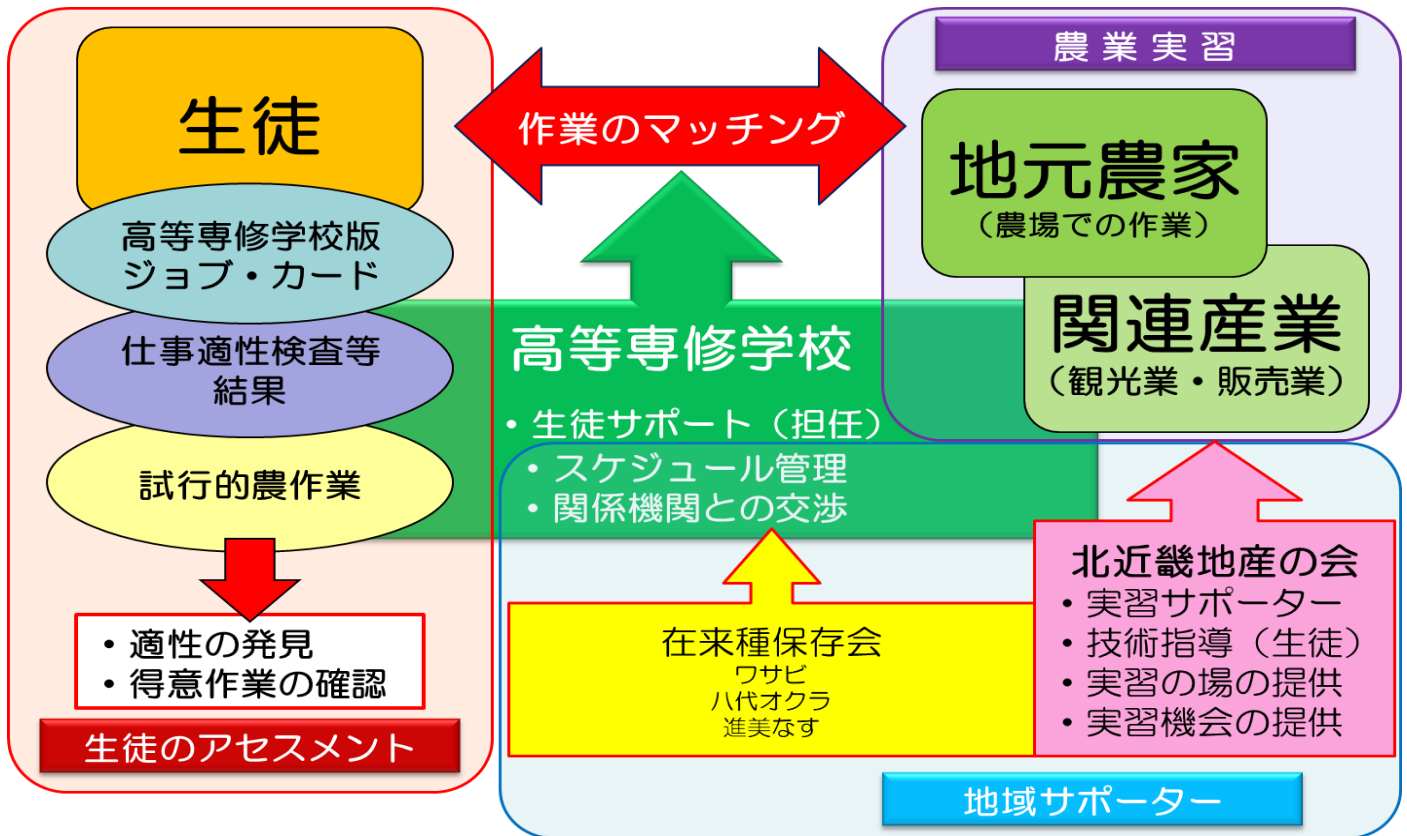 生徒
高等専修学校版
ジョブ・カード
仕事適性検査等
結果
試行的農作業
・適性の発見
・得意作業の確認
生徒のアセスメント
作業のマッチング
高等専修学校
・生徒サポート（担任）
・スケジュール管理
・関係機関との交渉
農業実習
地元農家
（農場での作業）
関連産業
（観光業・販売業）
在来種保存会
ワサビ
八代オクラ
進美なす
北近畿地産の会
・実習サポーター
・技術指導（生徒）
・実習の場の提供
・実習機会の提供
地域サポーター